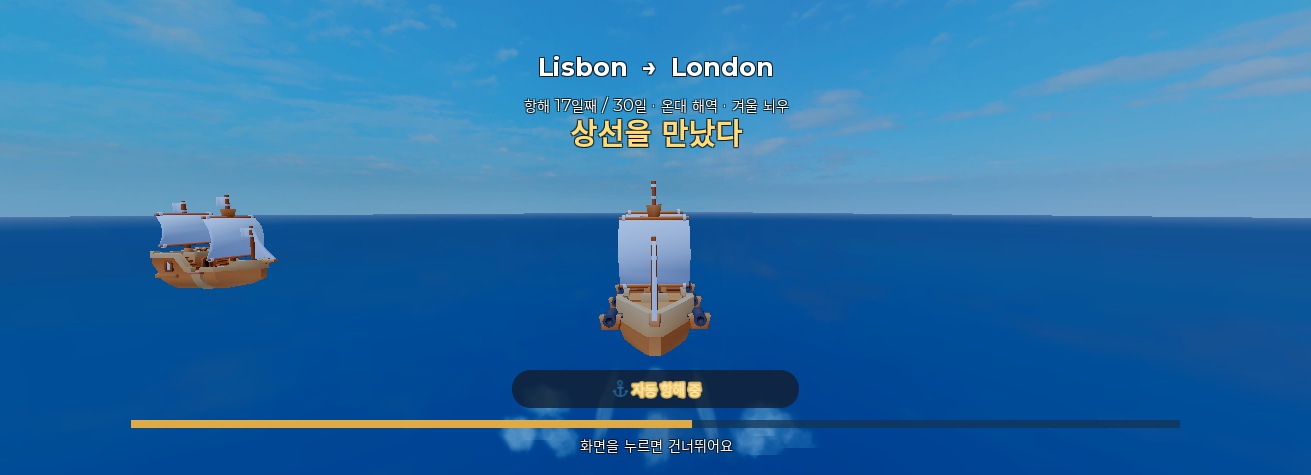 Lisbon → London
항해 17일째 / 30일 · 온대 해역 · 겨울 뇌우
상선을 만났다
자동 항해 중
화면을 누르면 건너뛰어요